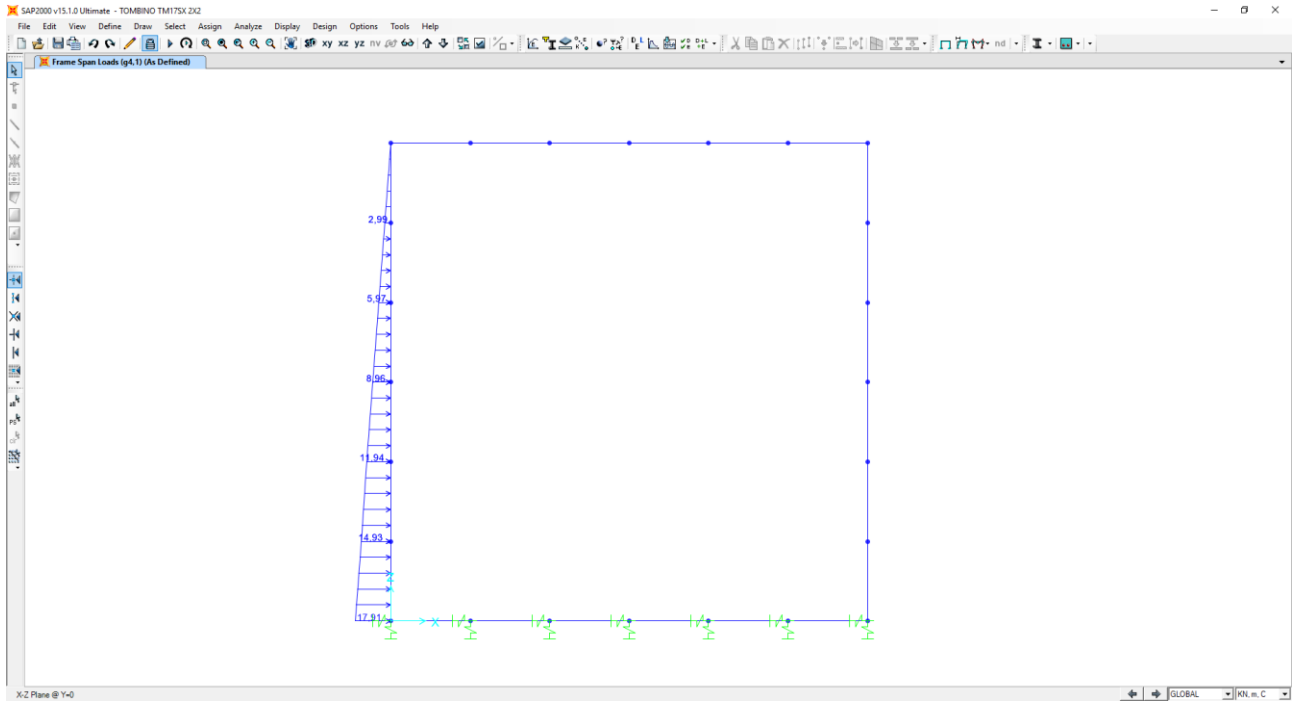 SAP2000 v15.1.0 Ultimate - TOMBINO TM17SX 2X2
File Edit View Define Draw Select Assign Analyze Display Design Options Tools Help
xy xz yz nv nd
Frame Span Loads (g4,1) (As Defined)
2,99
5,97
8,96
11,94
14,93
17,91
X
X-Z Plane @ Y=0
GLOBAL
KN, m, C